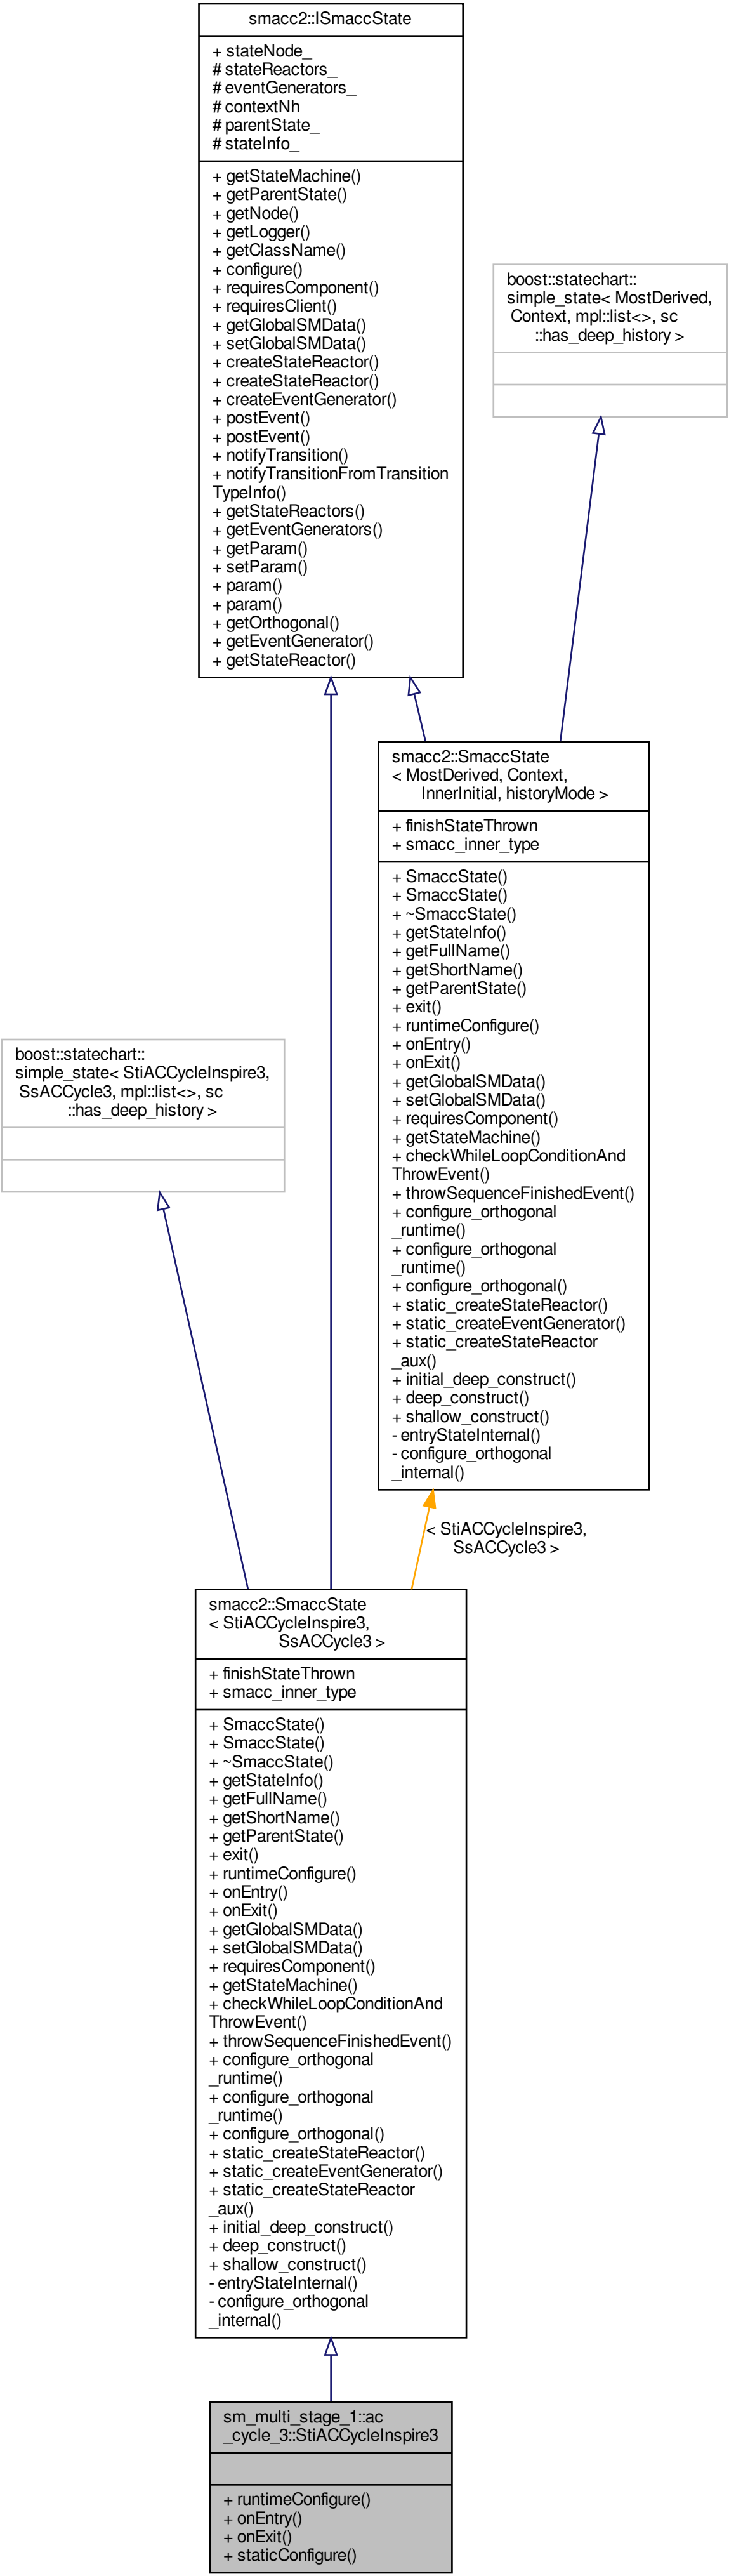 smacc2::ISmaccState
+ stateNode_
# stateReactors_
# eventGenerators_
# contextNh
# parentState_
# stateInfo_
+ getStateMachine()
+ getParentState()
+ getNode()
+ getLogger()
+ getClassName()
+ configure()
+ requiresComponent()
+ requiresClient()
+ getGlobalSMData()
+ setGlobalSMData()
+ createStateReactor()
+ createStateReactor()
+ createEventGenerator()
+ postEvent()
+ postEvent()
+ notifyTransition()
+ notifyTransitionFromTransition
TypeInfo()
+ getStateReactors()
+ getEventGenerators()
+ getParam()
+ setParam()
+ param()
+ param()
+ getOrthogonal()
+ getEventGenerator()
+ getStateReactor()
boost::statechart::
simple_state< MostDerived,
Context, mpl::list<>, sc
::has_deep_history >
smacc2::SmaccState
< MostDerived, Context,
InnerInitial, historyMode >
+ finishStateThrown
+ smacc_inner_type
+ SmaccState()
+ SmaccState()
+ ~SmaccState()
+ getStateInfo()
+ getFullName()
+ getShortName()
+ getParentState()
+ exit()
+ runtimeConfigure()
+ onEntry()
+ onExit()
+ getGlobalSMData()
+ setGlobalSMData()
+ requiresComponent()
+ getStateMachine()
+ checkWhileLoopConditionAnd
ThrowEvent()
+ throwSequenceFinishedEvent()
+ configure_orthogonal
_runtime()
+ configure_orthogonal
_runtime()
+ configure_orthogonal()
+ static_createStateReactor()
+ static_createEventGenerator()
+ static_createStateReactor
_aux()
+ initial_deep_construct()
+ deep_construct()
+ shallow_construct()
- entryStateInternal()
- configure_orthogonal
_internal()
boost::statechart::
simple_state< StiACCycleInspire3,
SsACCycle3, mpl::list<>, sc
::has_deep_history >
< StiACCycleInspire3,
SsACCycle3 >
smacc2::SmaccState
< StiACCycleInspire3,
SsACCycle3 >
+ finishStateThrown
+ smacc_inner_type
+ SmaccState()
+ SmaccState()
+ ~SmaccState()
+ getStateInfo()
+ getFullName()
+ getShortName()
+ getParentState()
+ exit()
+ runtimeConfigure()
+ onEntry()
+ onExit()
+ getGlobalSMData()
+ setGlobalSMData()
+ requiresComponent()
+ getStateMachine()
+ checkWhileLoopConditionAnd
ThrowEvent()
+ throwSequenceFinishedEvent()
+ configure_orthogonal
_runtime()
+ configure_orthogonal
_runtime()
+ configure_orthogonal()
+ static_createStateReactor()
+ static_createEventGenerator()
+ static_createStateReactor
_aux()
+ initial_deep_construct()
+ deep_construct()
+ shallow_construct()
- entryStateInternal()
- configure_orthogonal
_internal()
sm_multi_stage_1::ac
_cycle_3::StiACCycleInspire3
+ runtimeConfigure()
+ onEntry()
+ onExit()
+ staticConfigure()